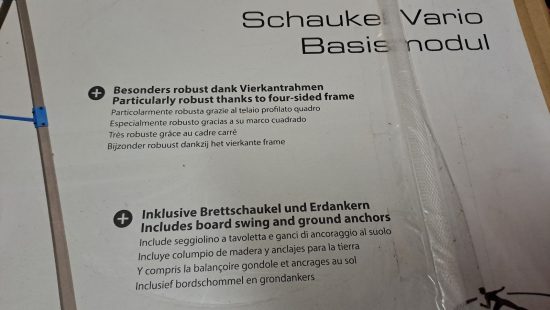 Schaukel Vario
Basismodul
Besonders robust dank Vierkantrahmen
Particularly robust thanks to four-sided frame
Particolarmente robusta grazie al telaio profilato quadro
Especialmente robusto gracias a su marco cuadrado
Très robuste grâce au cadre carré
Bijzonder robuust dankzij het vierkante frame
Inklusive Brettschaukel und Erdankern
Includes board swing and ground anchors
Include seggiolino a tavoletta e ganci di ancoraggio al suolo
Incluye columpio de madera y anclajes para la tierra
Y compris la balançoire gondole et ancrages au sol
Inclusief bordschommel en grondankers